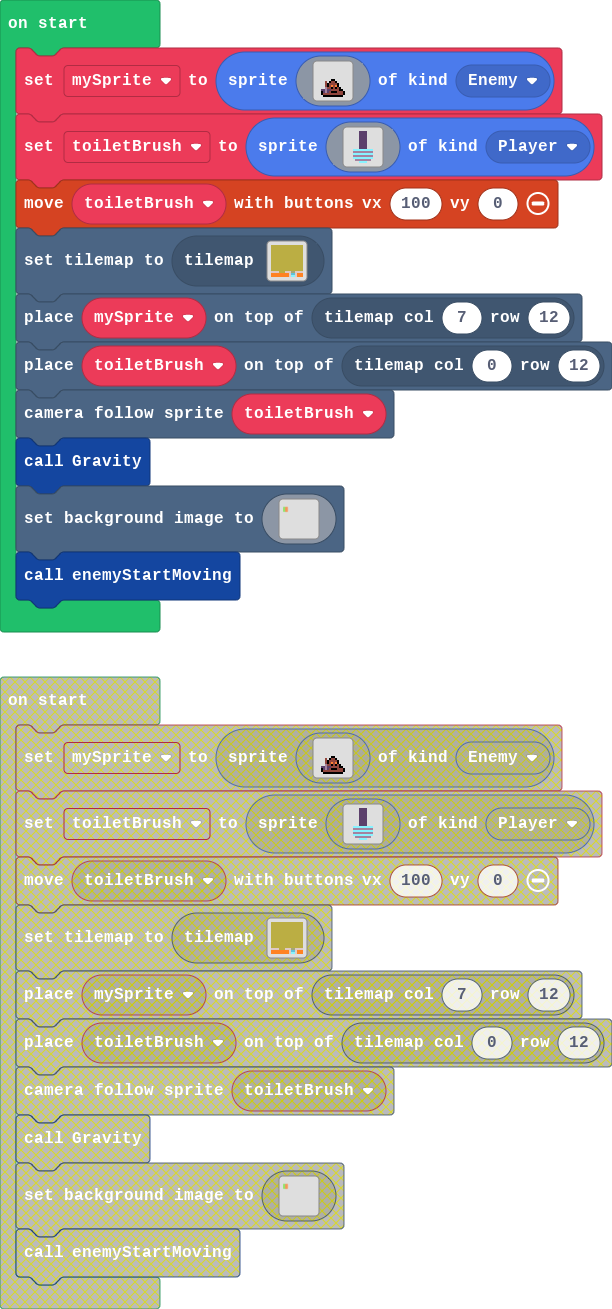 on start
set mySprite to sprite of kind Enemy
set toiletBrush to sprite of kind Player
move toiletBrush with buttons vx 100 vy 0
set tilemap to tilemap
place mySprite on top of tilemap col 7 row 12
place toiletBrush on top of tilemap col 0 row 12
camera follow sprite toiletBrush
call Gravity
set background image to
call enemyStartMoving
on start
set mySprite to sprite of kind Enemy
set toiletBrush to sprite of kind Player
move toiletBrush with buttons vx 100 vy 0
set tilemap to tilemap
place mySprite on top of tilemap col 7 row 12
place toiletBrush on top of tilemap col 0 row 12
camera follow sprite toiletBrush
call Gravity
set background image to
call enemyStartMoving